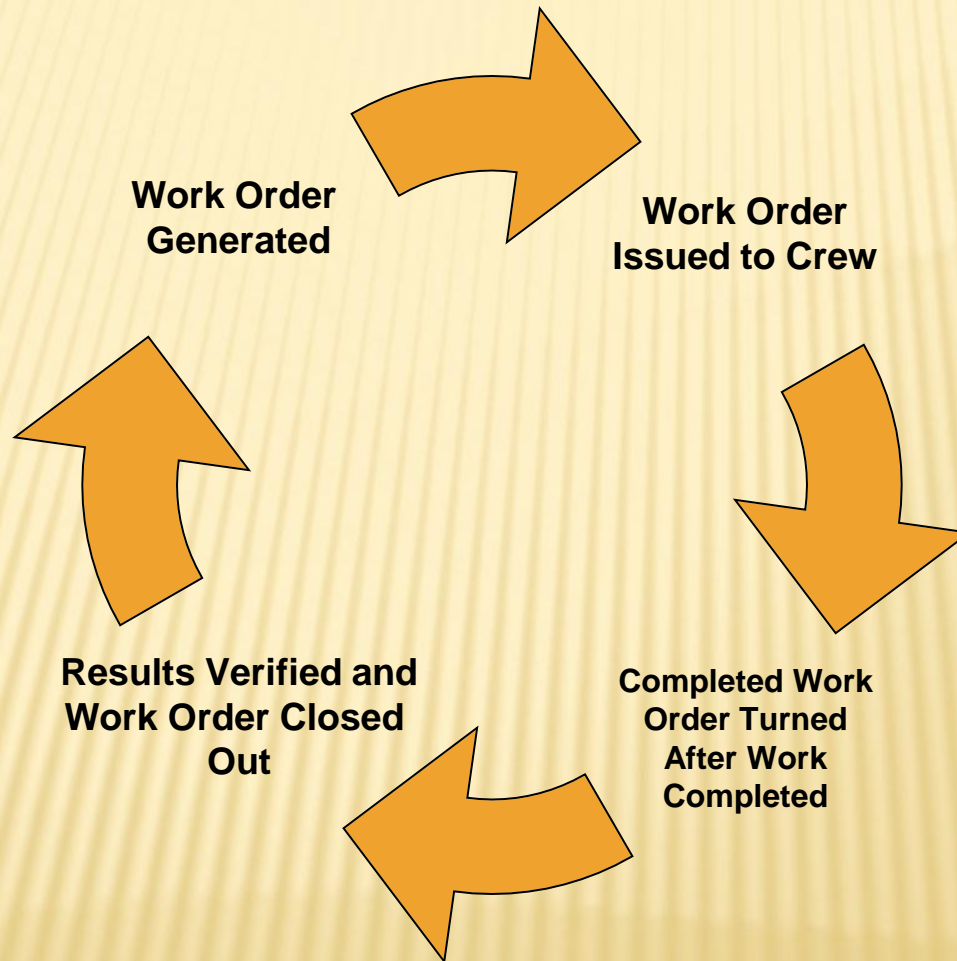 Work Order
Generated
Work Order
Issued to Crew
Completed Work
Order Turned
After Work
Completed
Results Verified and
Work Order Closed
Out